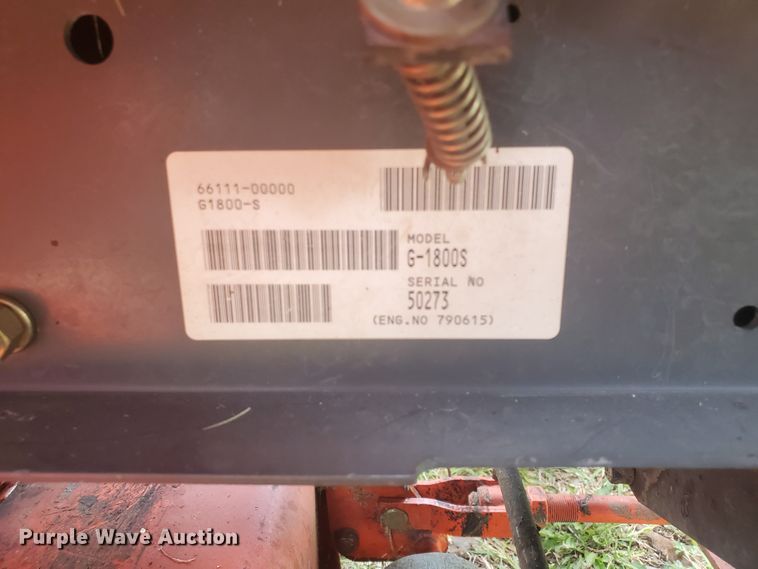 66111-00000
G1800-S
MODEL
G-1800S
SERIAL NO
50273
(ENG.NO 790615)
Purple Wave Auction